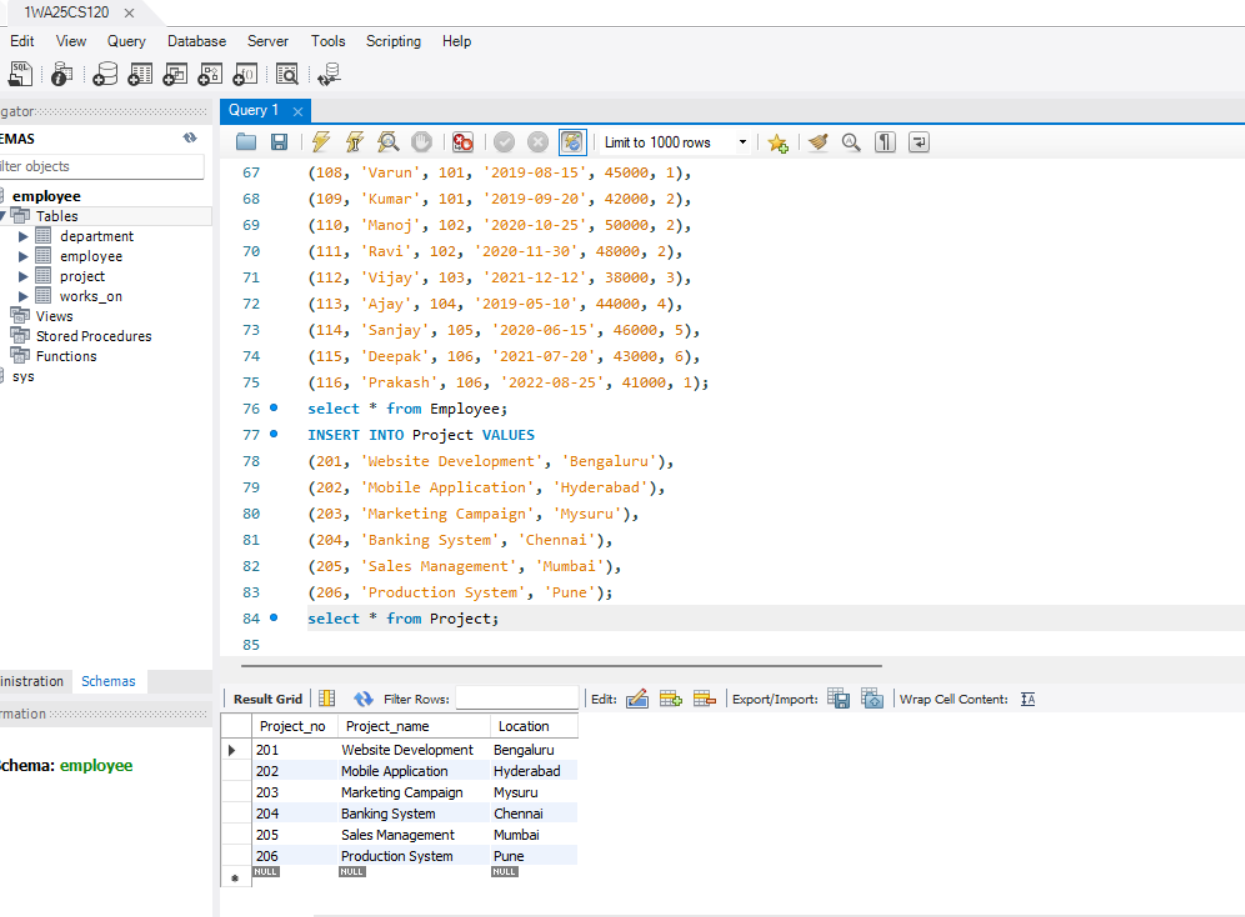 1WA25CS120
Edit View Query Database Server Tools Scripting Help
gator
Query 1
EMAS
Limit to 1000 rows
ilter objects
employee
Tables
department
employee
project
works_on
Views
Stored Procedures
Functions
sys
67 (108, 'Varun', 101, '2019-08-15', 45000, 1),
68 (109, 'Kumar', 101, '2019-09-20', 42000, 2),
69 (110, 'Manoj', 102, '2020-10-25', 50000, 2),
70 (111, 'Ravi', 102, '2020-11-30', 48000, 2),
71 (112, 'Vijay', 103, '2021-12-12', 38000, 3),
72 (113, 'Ajay', 104, '2019-05-10', 44000, 4),
73 (114, 'Sanjay', 105, '2020-06-15', 46000, 5),
74 (115, 'Deepak', 106, '2021-07-20', 43000, 6),
75 (116, 'Prakash', 106, '2022-08-25', 41000, 1);
76 select * from Employee;
77 INSERT INTO Project VALUES
78 (201, 'Website Development', 'Bengaluru'),
79 (202, 'Mobile Application', 'Hyderabad'),
80 (203, 'Marketing Campaign', 'Mysuru'),
81 (204, 'Banking System', 'Chennai'),
82 (205, 'Sales Management', 'Mumbai'),
83 (206, 'Production System', 'Pune');
84 select * from Project;
85
inistration Schemas
rmation
Schema: employee
Result Grid Filter Rows: Edit: Export/Import: Wrap Cell Content:
Project_no Project_name Location
201 Website Development Bengaluru
202 Mobile Application Hyderabad
203 Marketing Campaign Mysuru
204 Banking System Chennai
205 Sales Management Mumbai
206 Production System Pune
NULL NULL NULL